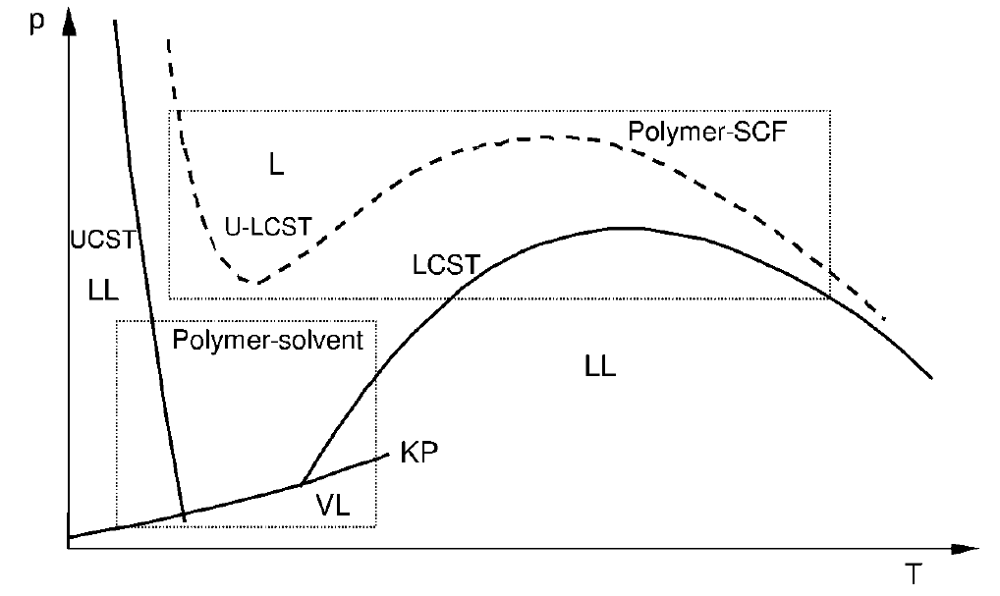 p
Polymer-SCF
L
U-LCST
UCST
LCST
LL
Polymer-solvent
LL
KP
VL
T